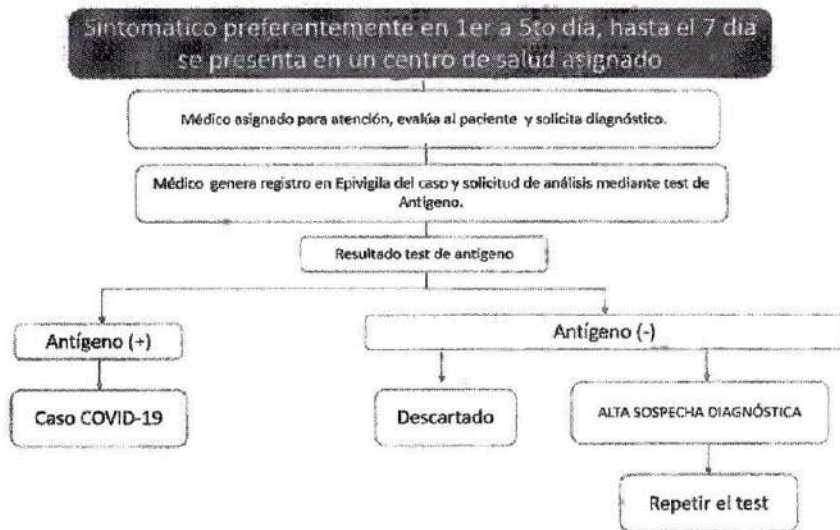 Sintomático preferentemente en 1er a 5to día, hasta el 7 día
se presenta en un centro de salud asignado
Médico asignado para atención, evalúa al paciente y solicita diagnóstico.
Médico genera registro en Epivigila del caso y solicitud de análisis mediante test de
Antígeno.
Resultado test de antígeno
Antígeno (+)
Antígeno (-)
Caso COVID-19
Descartado
ALTA SOSPECHA DIAGNÓSTICA
Repetir el test